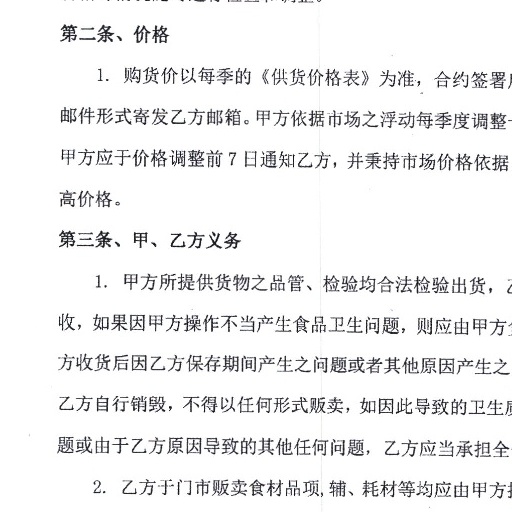 第二条、价格
1. 购货价以每季的《供货价格表》为准，合约签署
邮件形式寄发乙方邮箱。甲方依据市场之浮动每季度调整
甲方应于价格调整前 7 日通知乙方，并秉持市场价格依据
高价格。
第三条、甲、乙方义务
1. 甲方所提供货物之品管、检验均合法检验出货，
收，如果因甲方操作不当产生食品卫生问题，则应由甲方
方收货后因乙方保存期间产生之问题或者其他原因产生之
乙方自行销毁，不得以任何形式贩卖，如因此导致的卫生
题或由于乙方原因导致的其他任何问题，乙方应当承担全
2. 乙方于门市贩卖食材品项,辅、耗材等均应由甲方